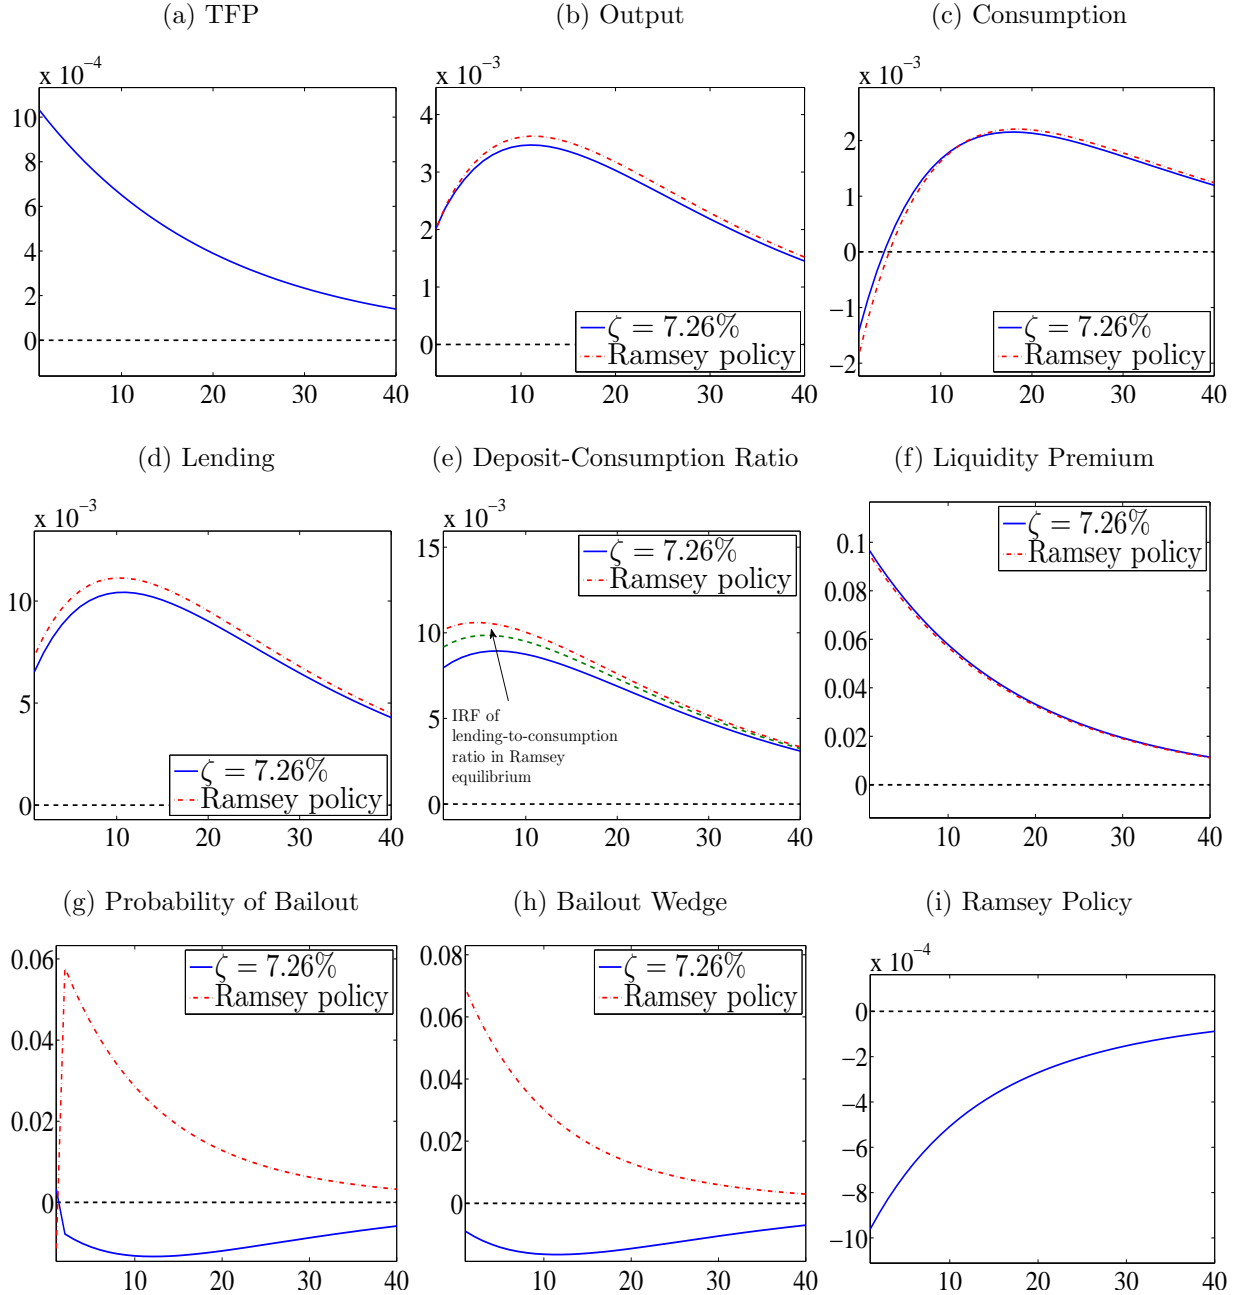 (a) TFP
(b) Output
(c) Consumption
x 10⁻⁴
10
8
6
4
2
0
10 20 30 40
x 10⁻³
4
3
2
1
0
ζ = 7.26%
Ramsey policy
10 20 30 40
x 10⁻³
2
1
0
−1
−2
ζ = 7.26%
Ramsey policy
10 20 30 40
(d) Lending
(e) Deposit-Consumption Ratio
(f) Liquidity Premium
x 10⁻³
10
5
0
ζ = 7.26%
Ramsey policy
10 20 30 40
x 10⁻³
15
10
5
0
ζ = 7.26%
Ramsey policy
IRF of
lending-to-consumption
ratio in Ramsey
equilibrium
10 20 30 40
0.1
0.08
0.06
0.04
0.02
0
ζ = 7.26%
Ramsey policy
10 20 30 40
(g) Probability of Bailout
(h) Bailout Wedge
(i) Ramsey Policy
0.06
0.04
0.02
0
ζ = 7.26%
Ramsey policy
10 20 30 40
0.08
0.06
0.04
0.02
0
ζ = 7.26%
Ramsey policy
10 20 30 40
x 10⁻⁴
0
−2
−4
−6
−8
−10
10 20 30 40